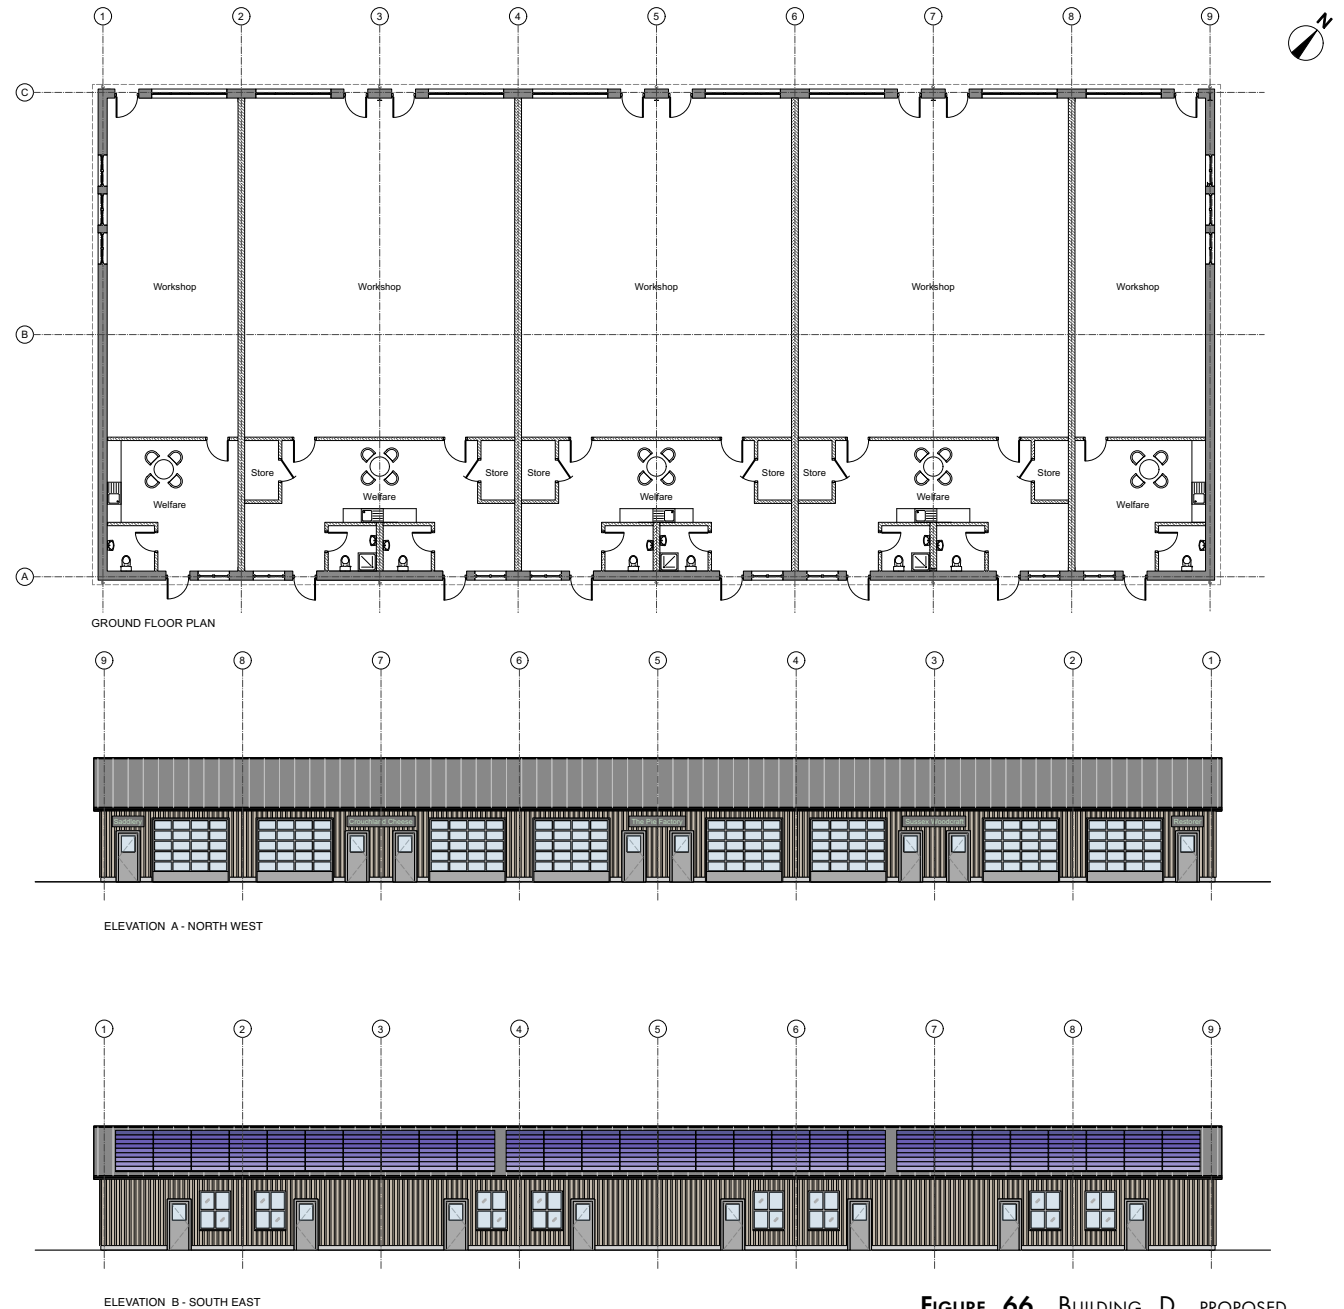 1 2 3 4 5 6 7 8 9
N
C
Workshop Workshop Workshop Workshop Workshop
B
Store Store Store Store Store Store
Welfare Welfare Welfare Welfare Welfare
A
GROUND FLOOR PLAN
9 8 7 6 5 4 3 2 1
Saddlery Crouchland Cheese The Pie Factory Sussex Woodcraft Restorer
ELEVATION A - NORTH WEST
1 2 3 4 5 6 7 8 9
ELEVATION B - SOUTH EAST
FIGURE 66 BUILDING D PROPOSED